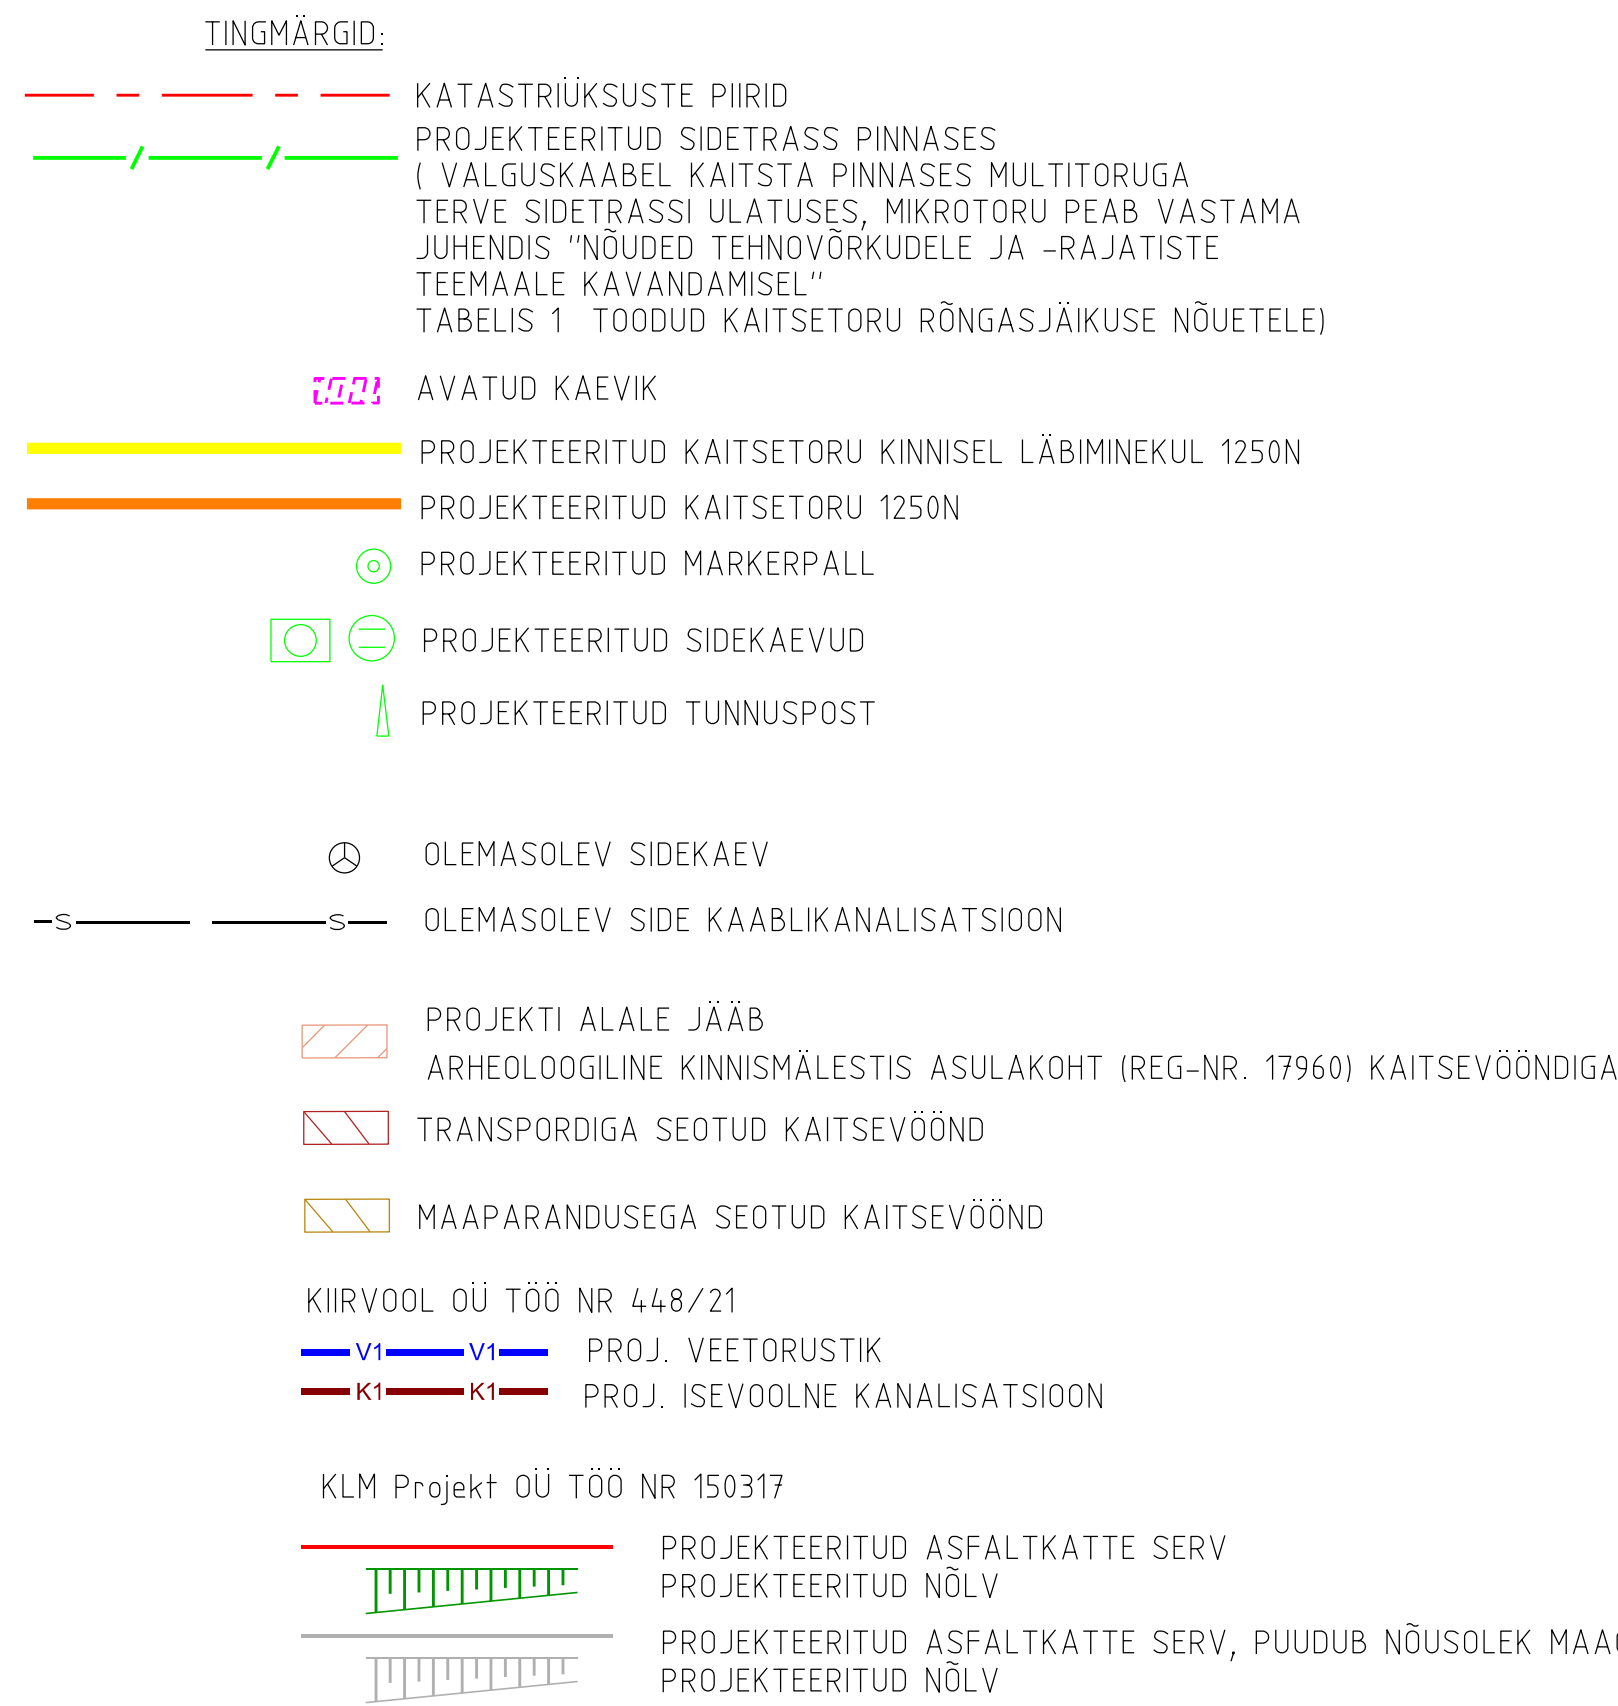 TINGMÄRGID:
KATASTRIÜKSUSTE PIIRID
PROJEKTEERITUD SIDETRASS PINNASES
( VALGUSKAABEL KAITSTA PINNASES MULTITORUGA
TERVE SIDETRASSI ULATUSES, MIKROTORU PEAB VASTAMA
JUHENDIS "NÕUDED TEHNOVÕRKUDELE JA -RAJATISTE
TEEMAALE KAVANDAMISEL"
TABELIS 1 TOODUD KAITSETORU RÕNGASJÄIKUSE NÕUETELE)
AVATUD KAEVIK
PROJEKTEERITUD KAITSETORU KINNISEL LÄBIMINEKUL 1250N
PROJEKTEERITUD KAITSETORU 1250N
PROJEKTEERITUD MARKERPALL
PROJEKTEERITUD SIDEKAEVUD
PROJEKTEERITUD TUNNUSPOST
OLEMASOLEV SIDEKAEV
S S OLEMASOLEV SIDE KAABLIKANALISATSIOON
PROJEKTI ALALE JÄÄB
ARHEOLOOGILINE KINNISMÄLESTIS ASULAKOHT (REG-NR. 17960) KAITSEVÖÖNDIGA
TRANSPORDIGA SEOTUD KAITSEVÖÖND
MAAPARANDUSEGA SEOTUD KAITSEVÖÖND
KIIRVOOL OÜ TÖÖ NR 448/21
V1 V1 PROJ. VEETORUSTIK
K1 K1 PROJ. ISEVOOLNE KANALISATSIOON
KLM Projekt OÜ TÖÖ NR 150317
PROJEKTEERITUD ASFALTKATTE SERV
PROJEKTEERITUD NÕLV
PROJEKTEERITUD ASFALTKATTE SERV, PUUDUB NÕUSOLEK
PROJEKTEERITUD NÕLV